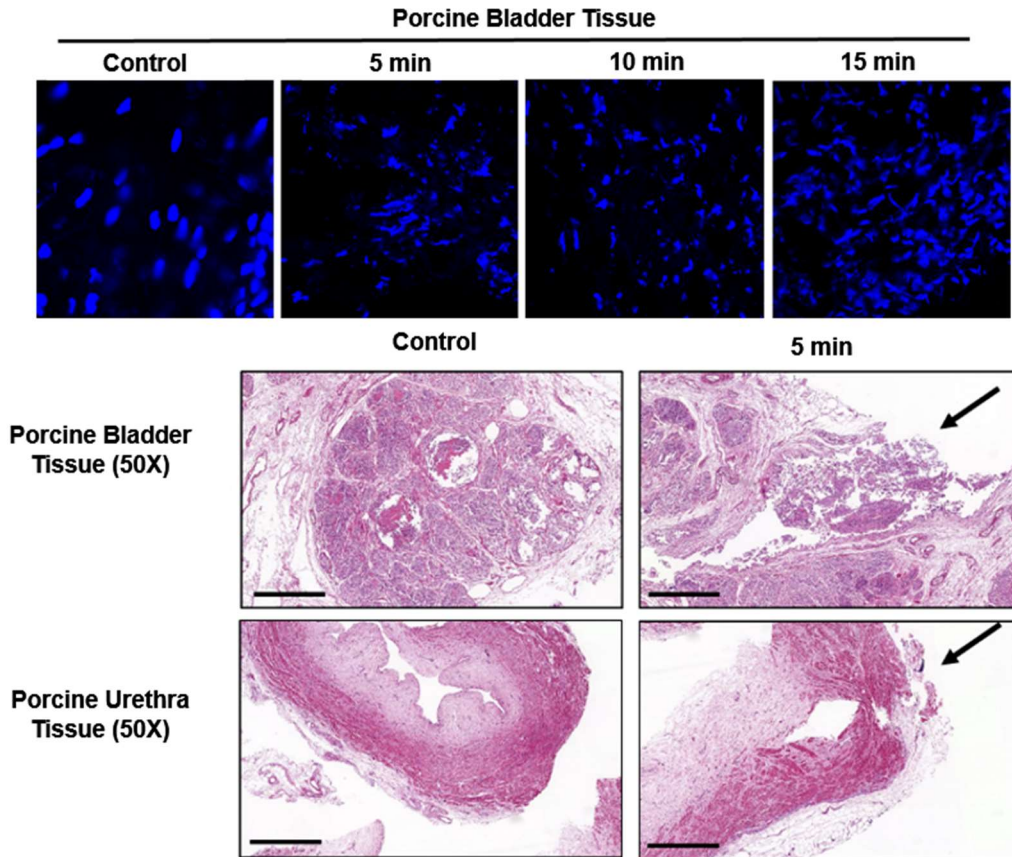 Porcine Bladder Tissue
Control
5 min
10 min
15 min
Control
5 min
Porcine Bladder
Tissue (50X)
Porcine Urethra
Tissue (50X)